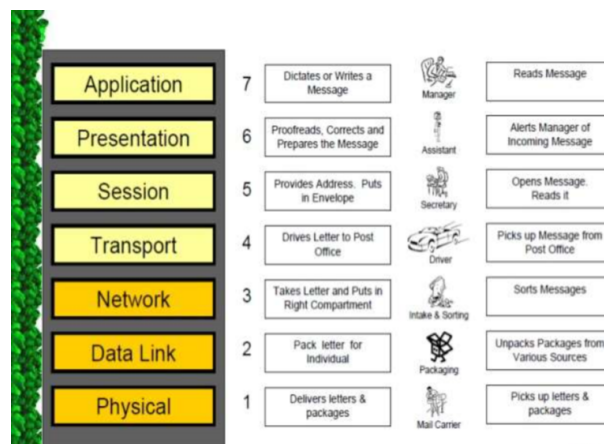 Application
7
Dictates or Writes a
Message
Manager
Reads Message
Presentation
6
Proofreads, Corrects and
Prepares the Message
Assistant
Alerts Manager of
Incoming Message
Session
5
Provides Address. Puts
in Envelope
Secretary
Opens Message.
Reads it
Transport
4
Drives Letter to Post
Office
Driver
Picks up Message from
Post Office
Network
3
Takes Letter and Puts in
Right Compartment
Intake & Sorting
Sorts Messages
Data Link
2
Pack letter for
Individual
Packaging
Unpacks Packages from
Various Sources
Physical
1
Delivers letters &
packages
Mail Carrier
Picks up letters &
packages